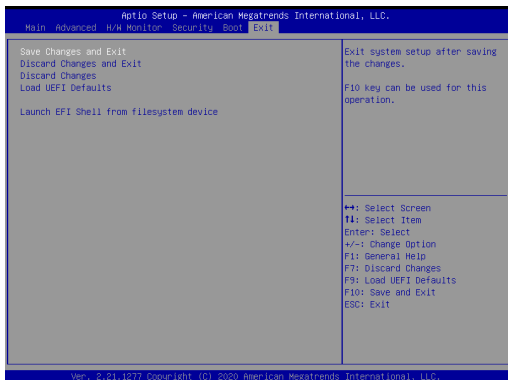 Aptio Setup – American Megatrends International, LLC.
Main Advanced H/W Monitor Security Boot Exit
Save Changes and Exit
Discard Changes and Exit
Discard Changes
Load UEFI Defaults
Launch EFI Shell from filesystem device
Exit system setup after saving
the changes.
F10 key can be used for this
operation.
↔: Select Screen
↑↓: Select Item
Enter: Select
+/-: Change Option
F1: General Help
F7: Discard Changes
F9: Load UEFI Defaults
F10: Save and Exit
ESC: Exit
Ver. 2.21.1277 Copyright (C) 2020 American Megatrends International, LLC.